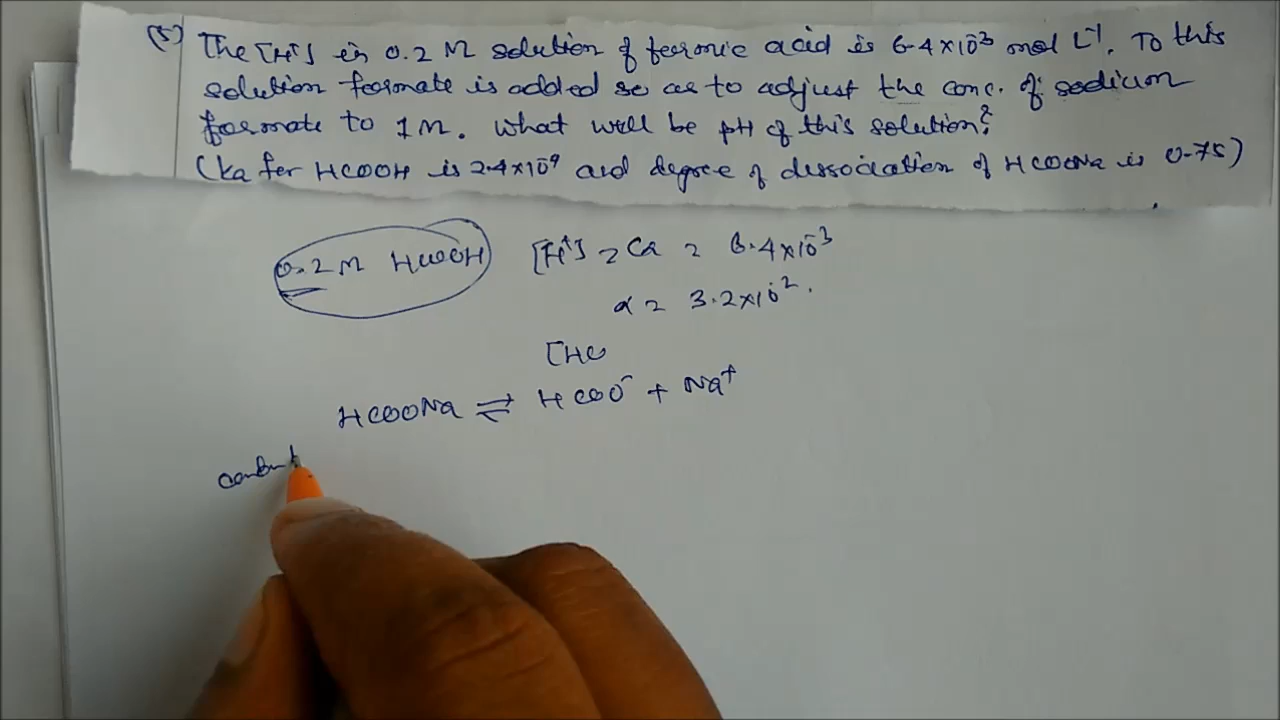 (5) The [H⁺] in 0.2 M solution of formic acid is 6.4×10⁻³ mol L⁻¹. To this
solution formate is added so as to adjust the conc. of sodium
formate to 1M. What will be pH of this solution?
(Ka for HCOOH is 2.4×10⁻⁴ and degree of dissociation of HCOONa is 0.75)
0.2 M HCOOH [H⁺] = Cα = 6.4×10⁻³
α = 3.2×10⁻².
[HCO
HCOONa ⇌ HCOO⁻ + Na⁺